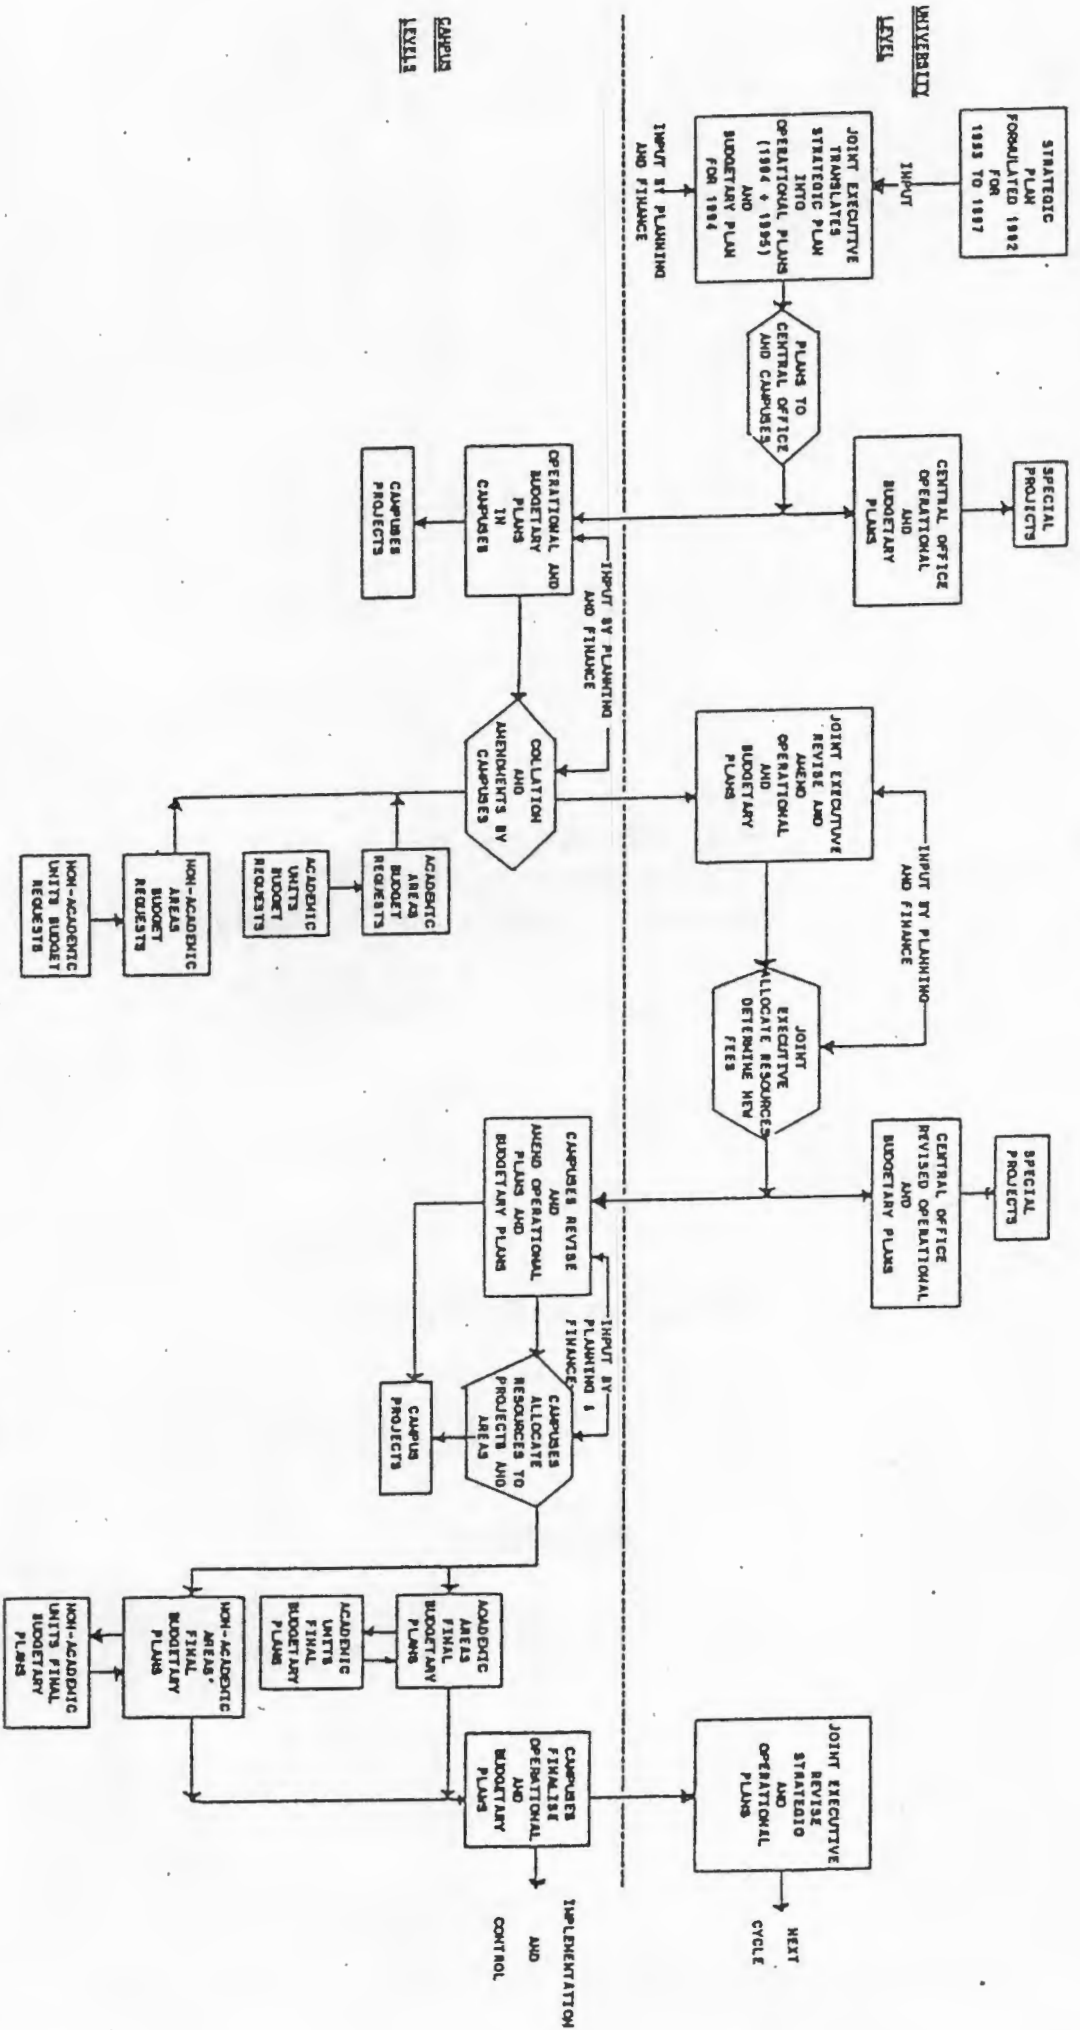 UNIVERSITY
LEVEL
STRATEGIC
PLAN
FORMULATED 1992
FOR
1993 TO 1997
INPUT
JOINT EXECUTIVE
TRANSLATES
STRATEGIC PLAN
INTO
OPERATIONAL PLANS
(1994 + 1995)
AND
BUDGETARY PLAN
FOR 1994
INPUT BY PLANNING
AND FINANCE
PLANS TO
CENTRAL OFFICE
AND CAMPUSES
SPECIAL
PROJECTS
CENTRAL OFFICE
OPERATIONAL
AND
BUDGETARY
PLANS
JOINT EXECUTUVE
REVISE AND
AMEND
OPERATIONAL
AND
BUDGETARY
PLANS
INPUT BY PLANNING
AND FINANCE
JOINT
EXECUTIVE
ALLOCATE RESOURCES
DETERMINE NEW
FEES
SPECIAL
PROJECTS
CENTRAL OFFICE
REVISED OPERATIONAL
AND
BUDGETARY PLANS
JOINT EXECUTIVE
REVISE
STRATEGIC
AND
OPERATIONAL
PLANS
NEXT
CYCLE
CAMPUS
LEVELS
OPERATIONAL AND
BUDGETARY
PLANS
IN
CAMPUSES
CAMPUSES
PROJECTS
INPUT BY PLANNING
AND FINANCE
COLLATION
AND
AMENDMENTS BY
CAMPUSES
ACADEMIC
AREAS
BUDGET
REQUESTS
ACADEMIC
UNITS
BUDGET
REQUESTS
NON-ACADEMIC
AREAS
BUDGET
REQUESTS
NON-ACADEMIC
UNITS BUDGET
REQUESTS
CAMPUSES REVISE
AND
AMEND OPERATIONAL
PLANS AND
BUDGETARY PLANS
INPUT BY
PLANNING &
FINANCE
CAMPUSES
ALLOCATE
RESOURCES TO
PROJECTS AND
AREAS
CAMPUS
PROJECTS
ACADEMIC
AREAS
FINAL
BUDGETARY
PLANS
ACADEMIC
UNITS
FINAL
BUDGETARY
PLANS
NON-ACADEMIC
AREAS'
FINAL
BUDGETARY
PLANS
NON-ACADEMIC
UNITS FINAL
BUDGETARY
PLANS
CAMPUSES
FINALISE
OPERATIONAL
AND
BUDGETARY
PLANS
IMPLEMENTATION
AND
CONTROL